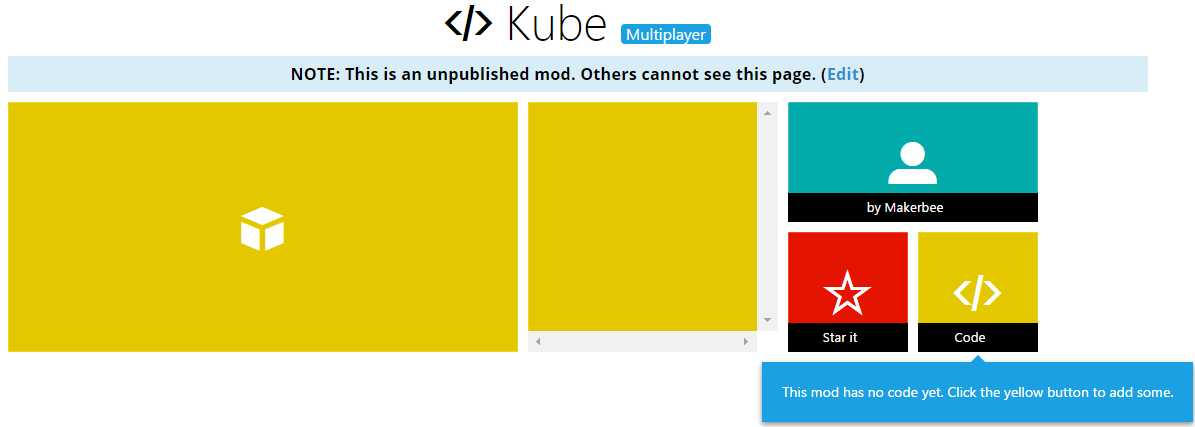 </> Kube Multiplayer
NOTE: This is an unpublished mod. Others cannot see this page. (Edit)
by Makerbee
Star it
Code
This mod has no code yet. Click the yellow button to add some.